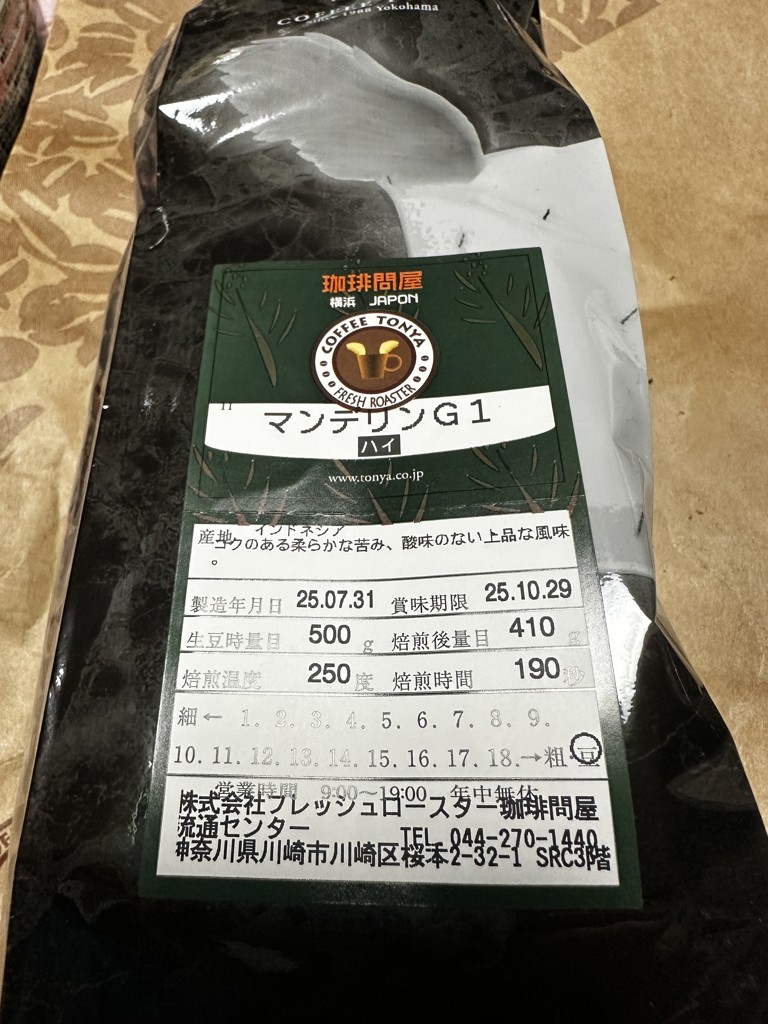 COFFEE
since 1988 Yokohama
珈琲問屋
横浜 JAPON
COFFEE TONYA
FRESH ROASTER
11
マンデリンG1
ハイ
www.tonya.co.jp
産地 インドネシア
コクのある柔らかな苦み、酸味のない上品な風味
。
製造年月日 25.07.31 賞味期限 25.10.29
生豆時量目 500 g 焙煎後量目 410 g
焙煎温度 250 度 焙煎時間 190 秒
細← 1. 2. 3. 4. 5. 6. 7. 8. 9.
10. 11. 12. 13. 14. 15. 16. 17. 18.→粗・豆
営業時間 9:00～19:00 年中無休
株式会社フレッシュロースター珈琲問屋
流通センター TEL 044-270-1440
神奈川県川崎市川崎区桜本2-32-1 SRC3階